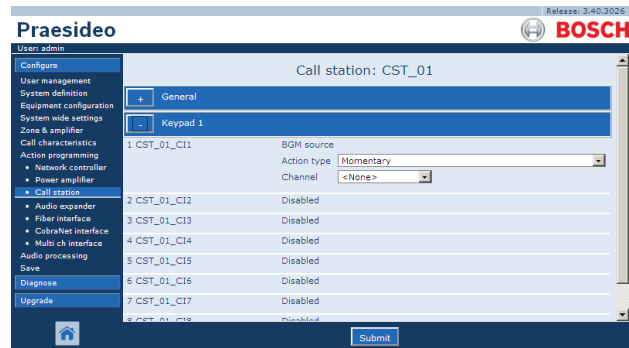 Release: 3.40.3026
Praesideo
BOSCH
User: admin
Configure
User management
System definition
Equipment configuration
System wide settings
Zone & amplifier
Call characteristics
Action programming
• Network controller
• Power amplifier
• Call station
• Audio expander
• Fiber interface
• CobraNet interface
• Multi ch interface
Audio processing
Save
Diagnose
Upgrade
Call station: CST_01
+ General
- Keypad 1
1 CST_01_CI1 BGM source
Action type Momentary
Channel <None>
2 CST_01_CI2 Disabled
3 CST_01_CI3 Disabled
4 CST_01_CI4 Disabled
5 CST_01_CI5 Disabled
6 CST_01_CI6 Disabled
7 CST_01_CI7 Disabled
8 CST_01_CI8 Disabled
Submit